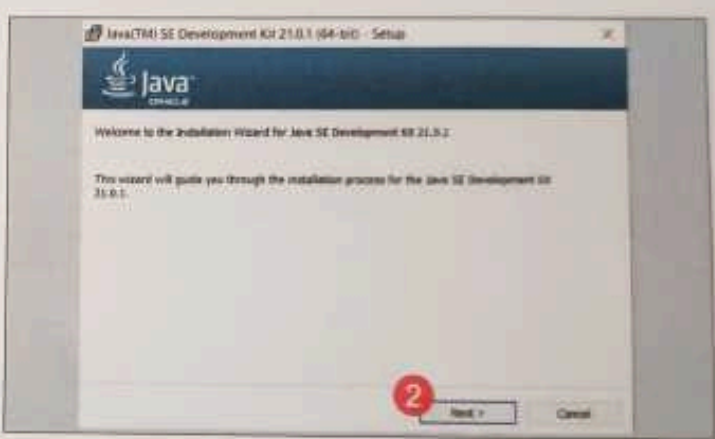 Java(TM) SE Development Kit 21.0.1 (64-bit) - Setup
Java
ORACLE
Welcome to the Installation Wizard for Java SE Development Kit 21.0.1
This wizard will guide you through the installation process for the Java SE Development Kit
21.0.1.
2
Next >
Cancel